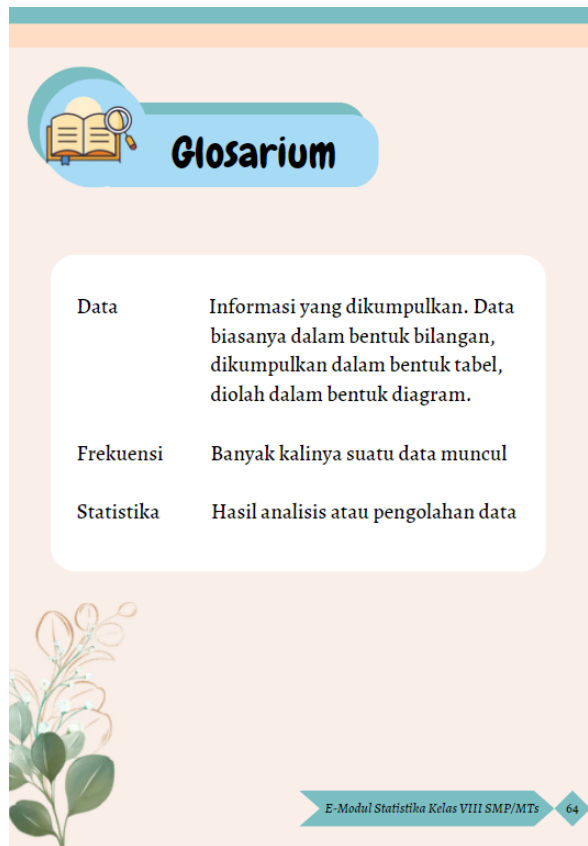 Glosarium
Data Informasi yang dikumpulkan. Data
biasanya dalam bentuk bilangan,
dikumpulkan dalam bentuk tabel,
diolah dalam bentuk diagram.
Frekuensi Banyak kalinya suatu data muncul
Statistika Hasil analisis atau pengolahan data
E-Modul Statistika Kelas VIII SMP/MTs 64